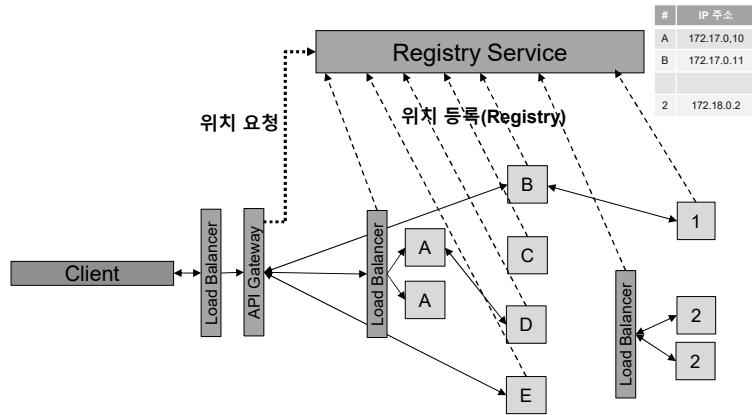 # IP 주소
A 172.17.0,10
B 172.17.0.11
2 172.18.0.2
Registry Service
위치 요청
위치 등록(Registry)
B
1
Client
Load Balancer
API Gateway
Load Balancer
A
A
C
D
E
Load Balancer
2
2